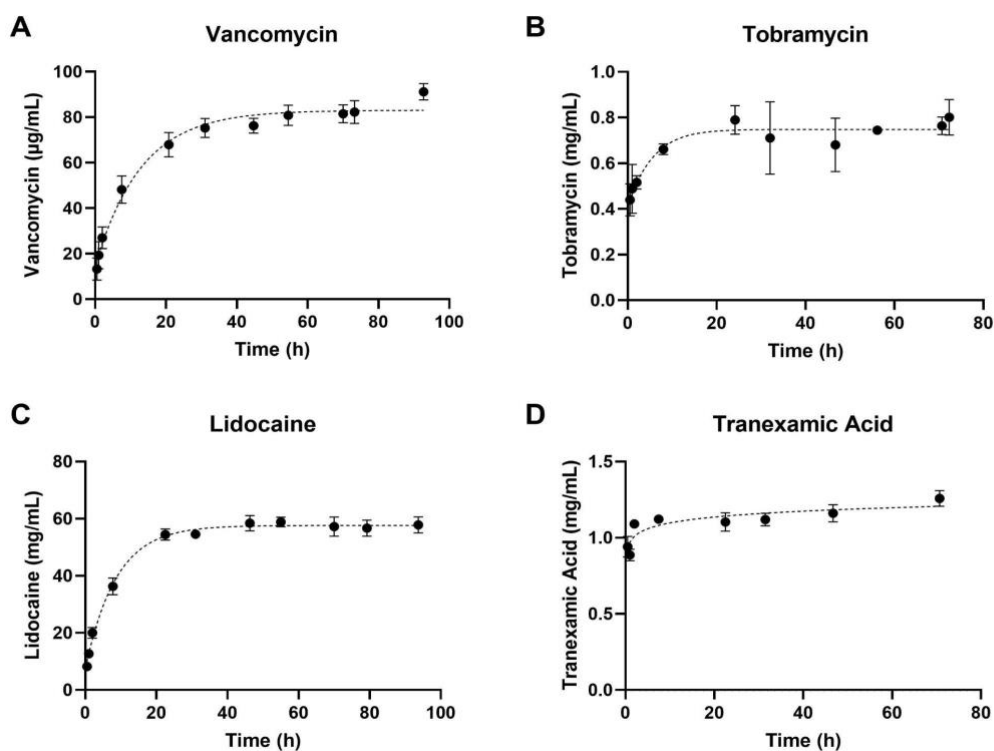 A
Vancomycin
Vancomycin (µg/mL)
100
80
60
40
20
0
0 20 40 60 80 100
Time (h)
B
Tobramycin
Tobramycin (mg/mL)
1.0
0.8
0.6
0.4
0.2
0.0
0 20 40 60 80
Time (h)
C
Lidocaine
Lidocaine (mg/mL)
80
60
40
20
0
0 20 40 60 80 100
Time (h)
D
Tranexamic Acid
Tranexamic Acid (mg/mL)
1.5
1.0
0.5
0.0
0 20 40 60 80
Time (h)